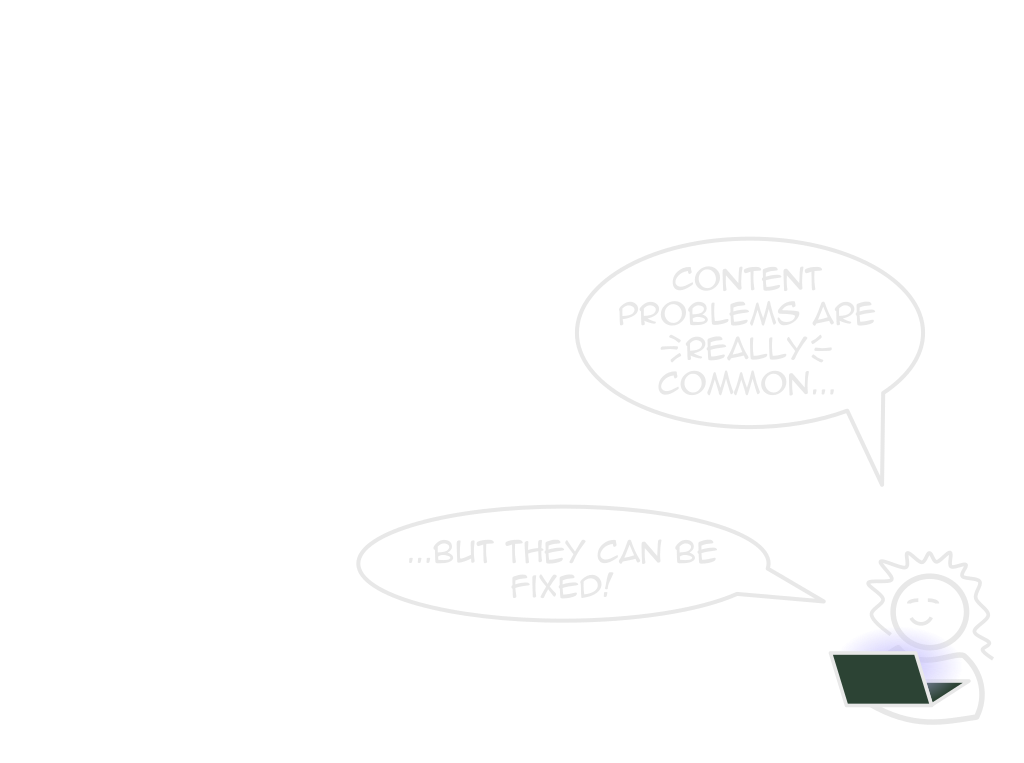 CONTENT
PROBLEMS ARE
REALLY
COMMON...
...BUT THEY CAN BE
FIXED!